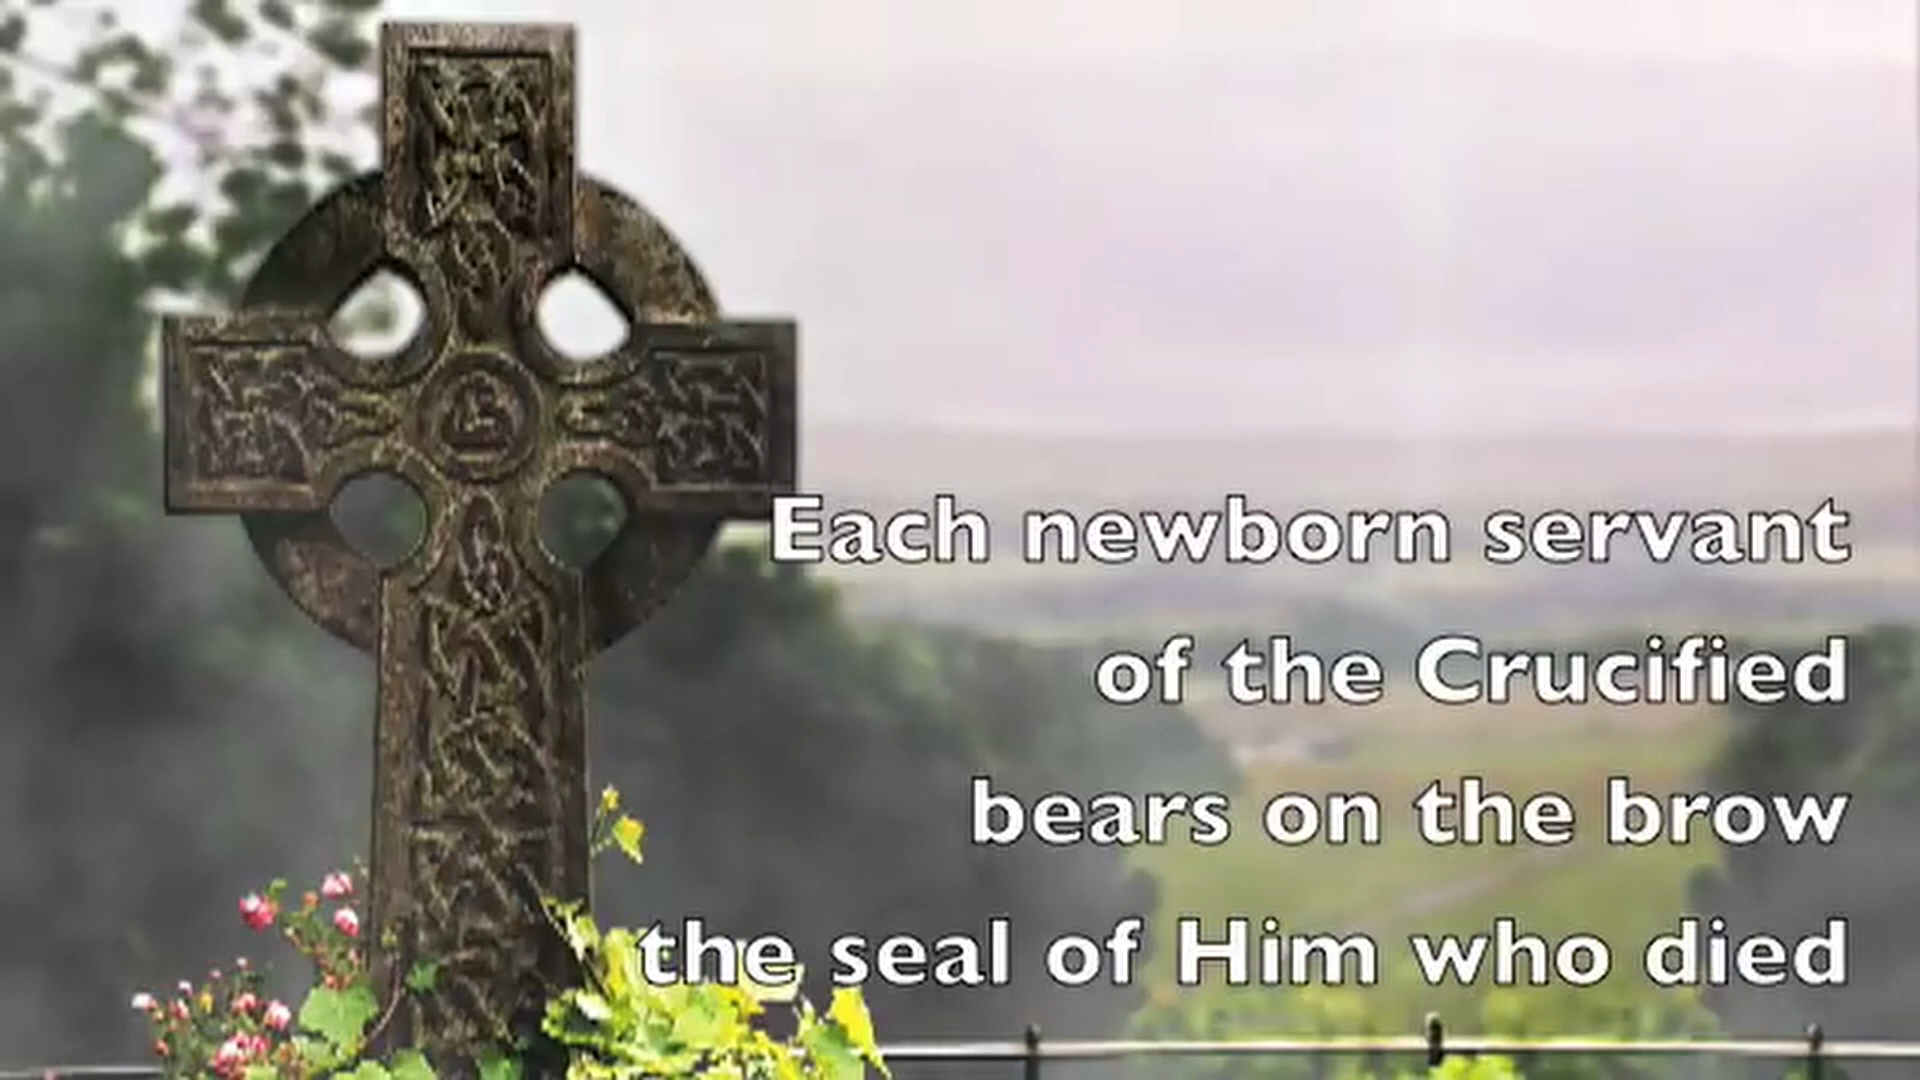 Each newborn servant
of the Crucified
bears on the brow
the seal of Him who died